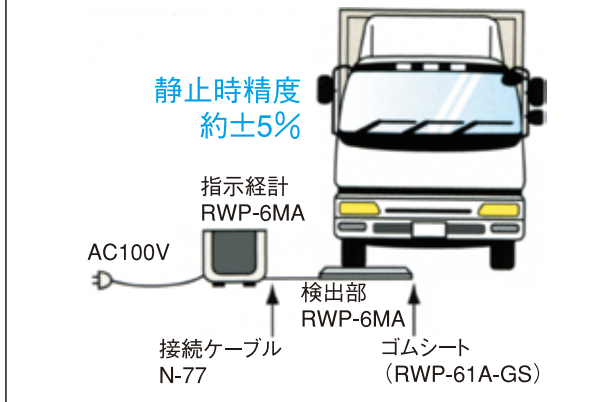 静止時精度
約±5%
指示経計
RWP-6MA
AC100V
検出部
RWP-6MA
接続ケーブル
N-77
ゴムシート
（RWP-61A-GS）